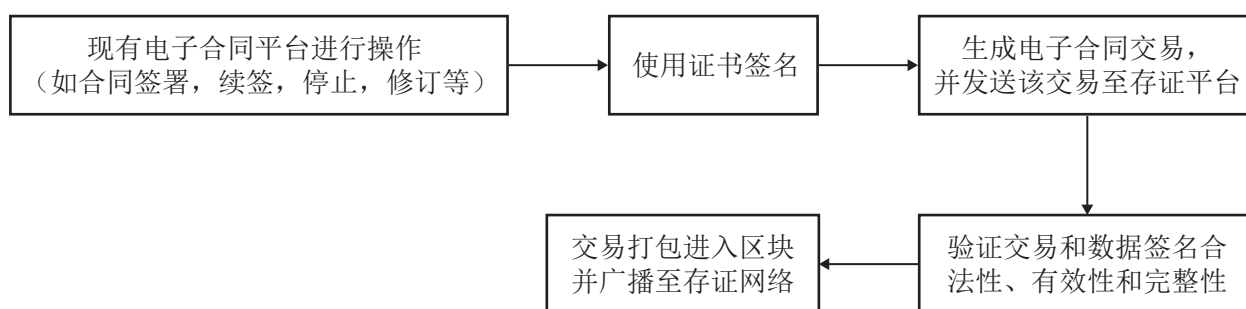 现有电子合同平台进行操作
（如合同签署，续签，停止，修订等）
使用证书签名
生成电子合同交易，
并发送该交易至存证平台
验证交易和数据签名合
法性、有效性和完整性
交易打包进入区块
并广播至存证网络